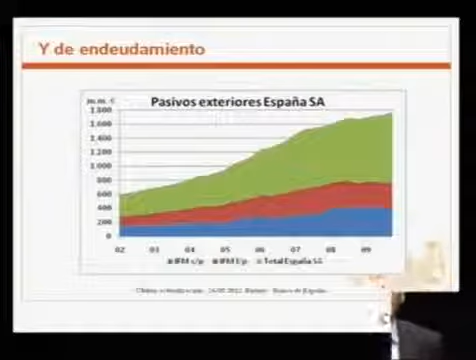 Y de endeudamiento
Pasivos exteriores España SA
m.m. €
1.800
1.600
1.400
1.200
1.000
800
600
400
200
0
02 03 04 05 06 07 08 09
IFM c/p IFM l/p Total España SA